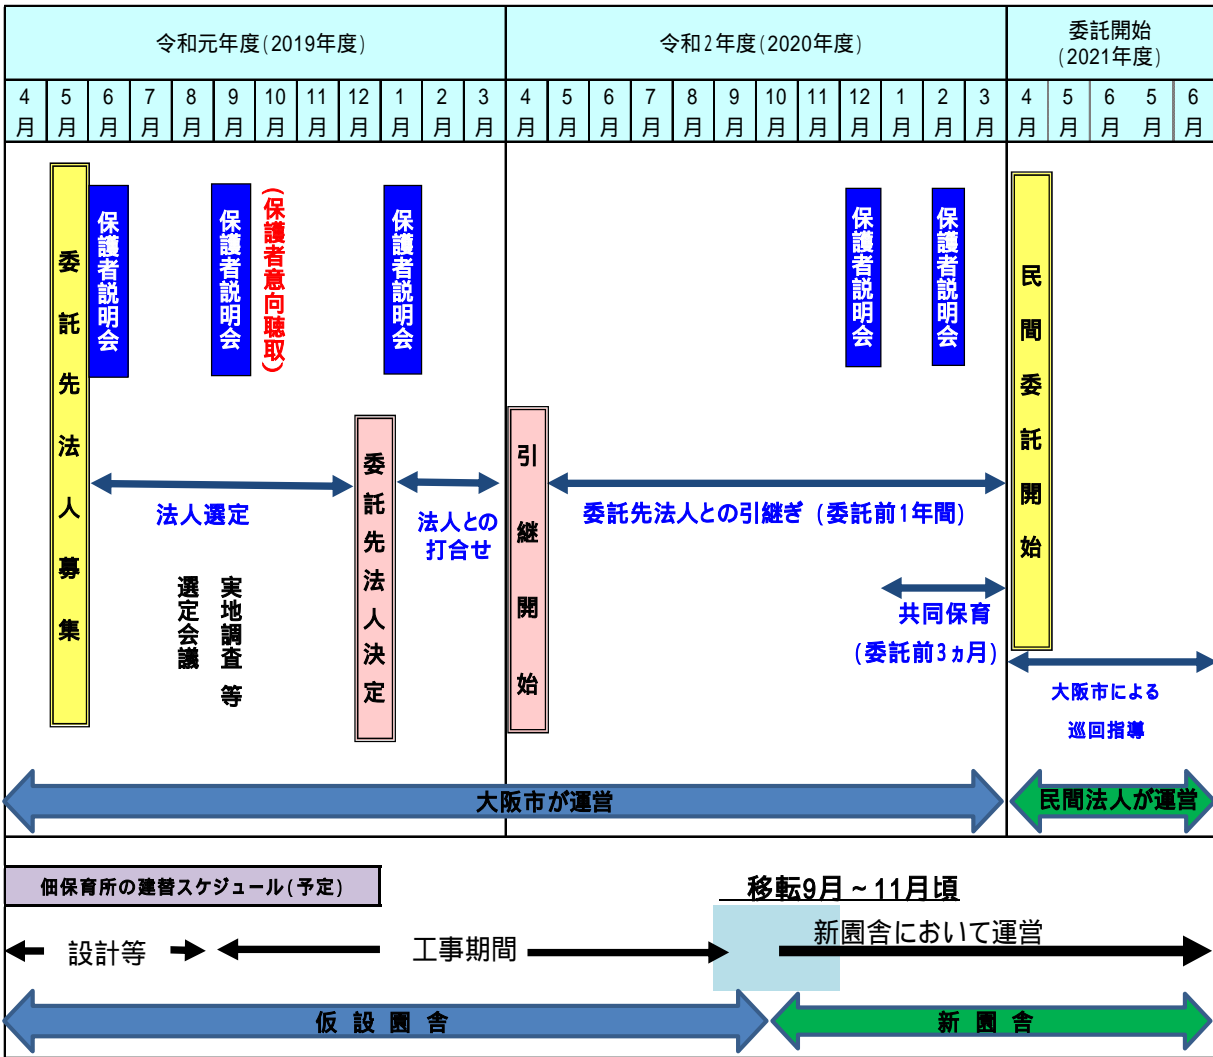 令和元年度(2019年度)
令和2年度(2020年度)
委託開始
(2021年度)
4月 5月 6月 7月 8月 9月 10月 11月 12月 1月 2月 3月 4月 5月 6月 7月 8月 9月 10月 11月 12月 1月 2月 3月 4月 5月 6月 5月 6月
委託先法人募集
保護者説明会
保護者説明会
(保護者意向聴取)
保護者説明会
保護者説明会
保護者説明会
民間委託開始
法人選定
選定会議
実地調査 等
委託先法人決定
法人との
打合せ
引継開始
委託先法人との引継ぎ (委託前1年間)
共同保育
(委託前3ヵ月)
大阪市による
巡回指導
大阪市が運営
民間法人が運営
佃保育所の建替スケジュール(予定)
移転9月~11月頃
設計等
工事期間
新園舎において運営
仮設園舎
新園舎